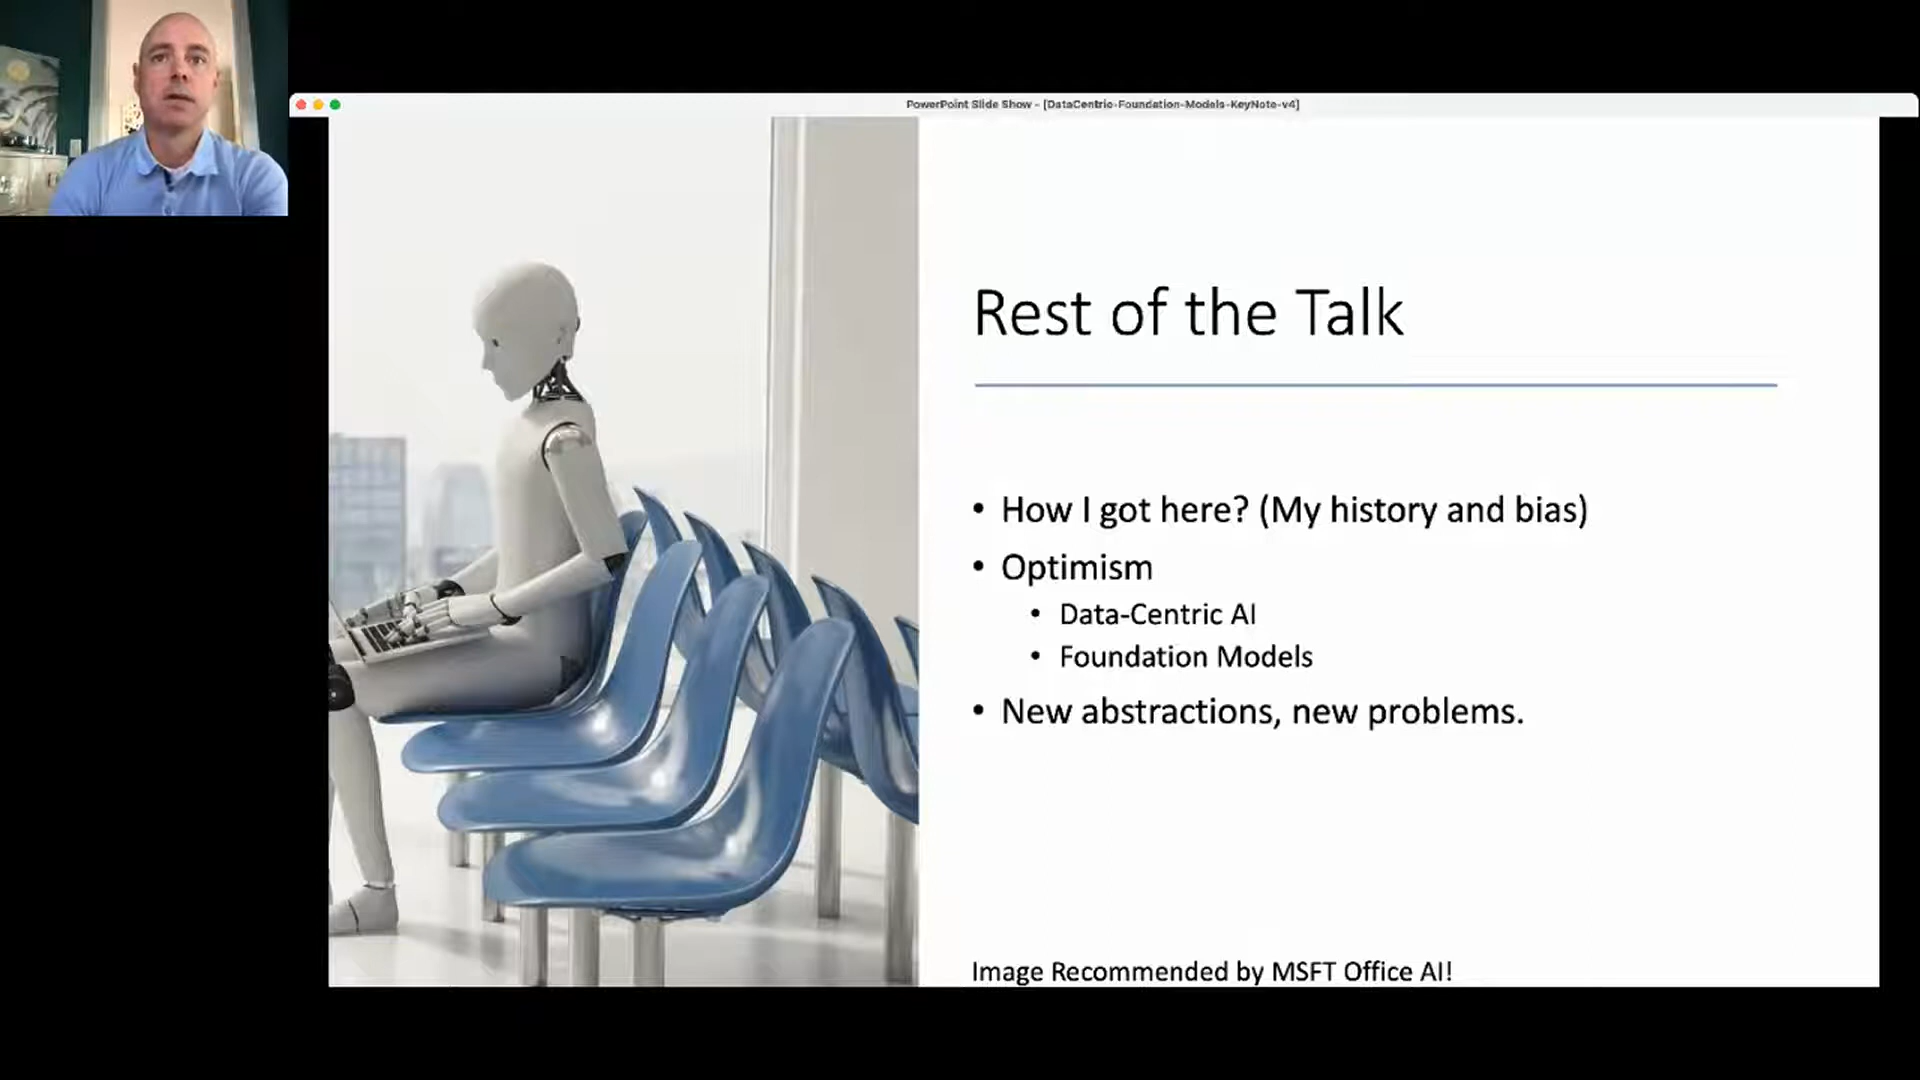 PowerPoint Slide Show - [DataCentric-Foundation-Models-KeyNote-v4]
Rest of the Talk
• How I got here? (My history and bias)
• Optimism
• Data-Centric AI
• Foundation Models
• New abstractions, new problems.
Image Recommended by MSFT Office AI!